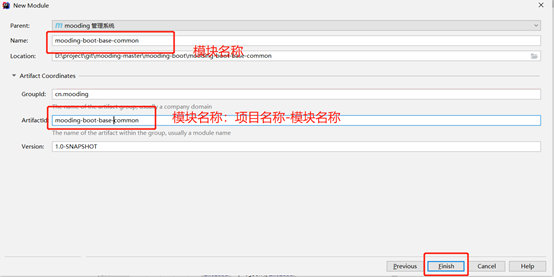 New Module
Parent: m mooding 管理系统
Name: mooding-boot-base-common
模块名称
Location: D:\project\git\mooding-master\mooding-boot\mooding-boot-base-common
Artifact Coordinates
GroupId: cn.mooding
The name of the artifact group, usually a company domain
ArtifactId: mooding-boot-base-common
模块名称：项目名称-模块名称
The name of the artifact within the group, usually a module name
Version: 1.0-SNAPSHOT
Previous Finish Cancel Help